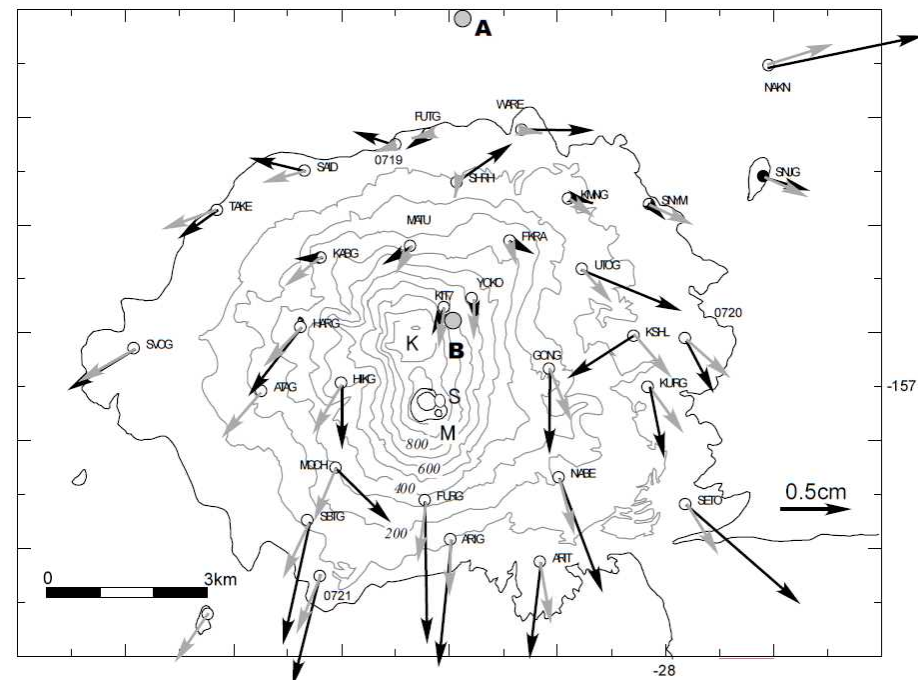 A
NAKN
WARE
FUTG
0719
SAID
SHRH
SNJG
KMNG
SNYM
TAKE
MATU
FKRA
KABG
UTOG
YOKO
KIT7
0720
HARG
K
B
KSHL
SVOG
GONG
-157
HIKG
KURG
ATAG
S
M
800
600
MOCH
400
NABE
FURG
SETO
0.5cm
SBTG
200
ARIG
ARIT
0
3km
0721
-28